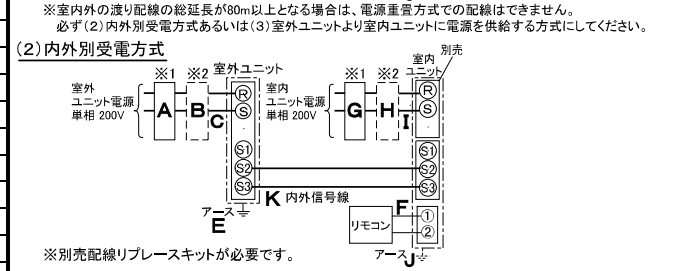 ※室内外の渡り配線の総延長が80m以上となる場合は、電源重畳方式での配線はできません。
必ず(2)内外別受電方式あるいは(3)室外ユニットより室内ユニットに電源を供給する方式にしてください。
(2)内外別受電方式
※1 ※2 室外ユニット
室外
ユニット電源
単相 200V
A B C
R
S
S1
S2
S3
アース
E
※1 ※2 室内
ユニット
別売
室内
ユニット電源
単相 200V
G H I
R
S
S1
S2
S3
K 内外信号線
リモコン
F
①
②
アース
J
※別売配線リプレースキットが必要です。